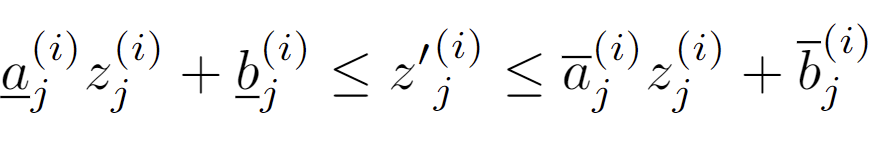 $\underline{a}_j^{(i)} z_j^{(i)} + \underline{b}_j^{(i)} \leq {z'}_j^{(i)} \leq \overline{a}_j^{(i)} z_j^{(i)} + \overline{b}_j^{(i)}$